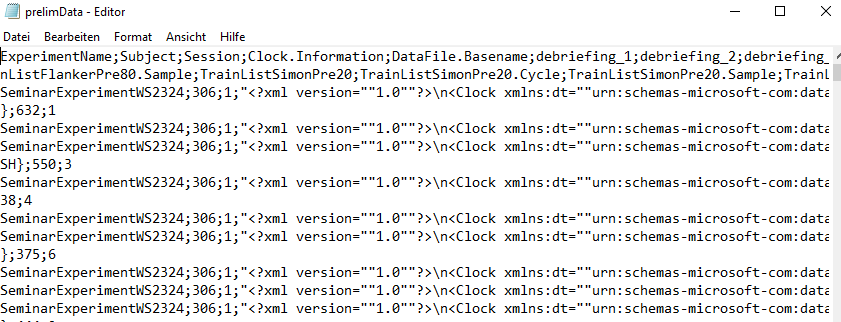 prelimData - Editor
Datei Bearbeiten Format Ansicht Hilfe
ExperimentName;Subject;Session;Clock.Information;DataFile.Basename;debriefing_1;debriefing_2;debriefing_
nListFlankerPre80.Sample;TrainListSimonPre20;TrainListSimonPre20.Cycle;TrainListSimonPre20.Sample;TrainL
SeminarExperimentWS2324;306;1;"<?xml version=""1.0""?>\n<Clock xmlns:dt=""urn:schemas-microsoft-com:data
};632;1
SeminarExperimentWS2324;306;1;"<?xml version=""1.0""?>\n<Clock xmlns:dt=""urn:schemas-microsoft-com:data
SeminarExperimentWS2324;306;1;"<?xml version=""1.0""?>\n<Clock xmlns:dt=""urn:schemas-microsoft-com:data
SH};550;3
SeminarExperimentWS2324;306;1;"<?xml version=""1.0""?>\n<Clock xmlns:dt=""urn:schemas-microsoft-com:data
38;4
SeminarExperimentWS2324;306;1;"<?xml version=""1.0""?>\n<Clock xmlns:dt=""urn:schemas-microsoft-com:data
SeminarExperimentWS2324;306;1;"<?xml version=""1.0""?>\n<Clock xmlns:dt=""urn:schemas-microsoft-com:data
};375;6
SeminarExperimentWS2324;306;1;"<?xml version=""1.0""?>\n<Clock xmlns:dt=""urn:schemas-microsoft-com:data
SeminarExperimentWS2324;306;1;"<?xml version=""1.0""?>\n<Clock xmlns:dt=""urn:schemas-microsoft-com:data
SeminarExperimentWS2324;306;1;"<?xml version=""1.0""?>\n<Clock xmlns:dt=""urn:schemas-microsoft-com:data